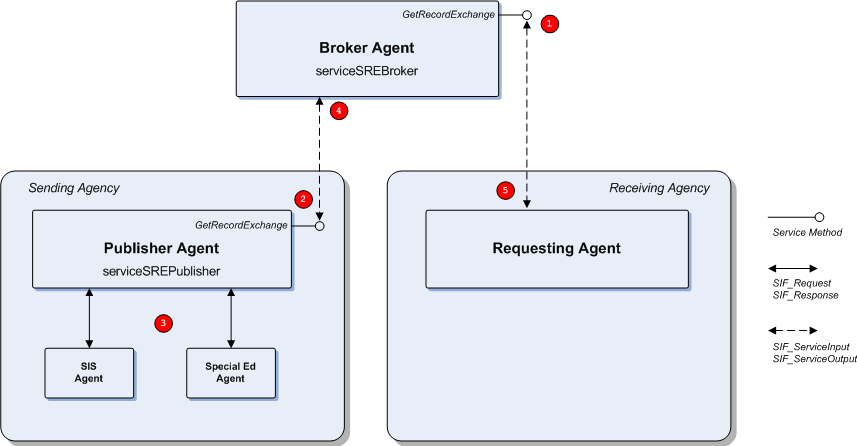 GetRecordExchange
1
Broker Agent
serviceSREBroker
4
Sending Agency
2
GetRecordExchange
Publisher Agent
serviceSREPublisher
3
SIS
Agent
Special Ed
Agent
5
Receiving Agency
Requesting Agent
Service Method
SIF_Request
SIF_Response
SIF_ServiceInput
SIF_ServiceOutput